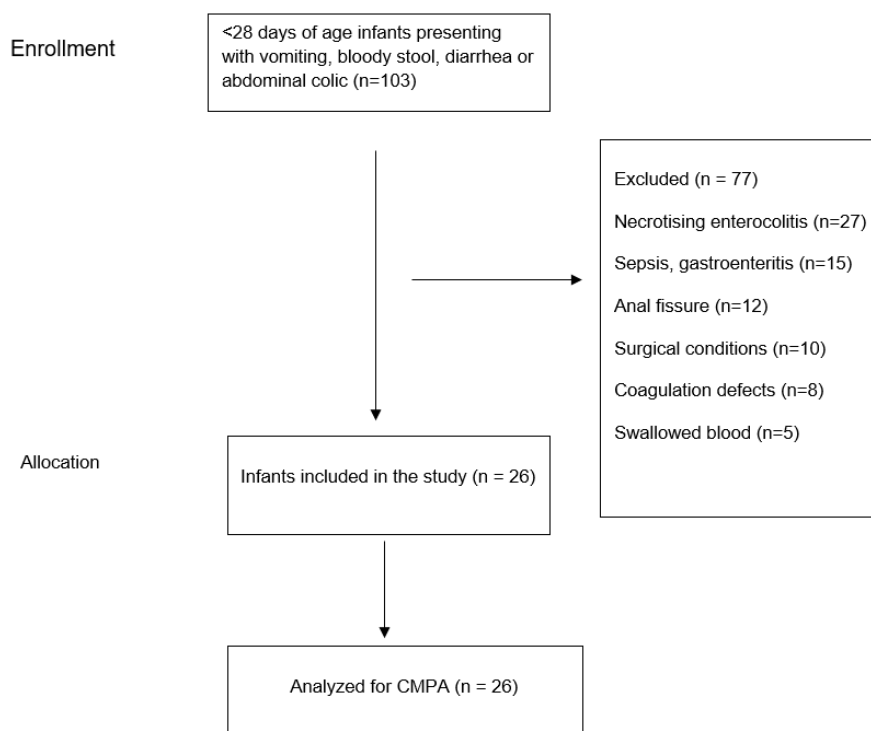 Enrollment
<28 days of age infants presenting
with vomiting, bloody stool, diarrhea or
abdominal colic (n=103)
Excluded (n = 77)
Necrotising enterocolitis (n=27)
Sepsis, gastroenteritis (n=15)
Anal fissure (n=12)
Surgical conditions (n=10)
Coagulation defects (n=8)
Swallowed blood (n=5)
Allocation
Infants included in the study (n = 26)
Analyzed for CMPA (n = 26)